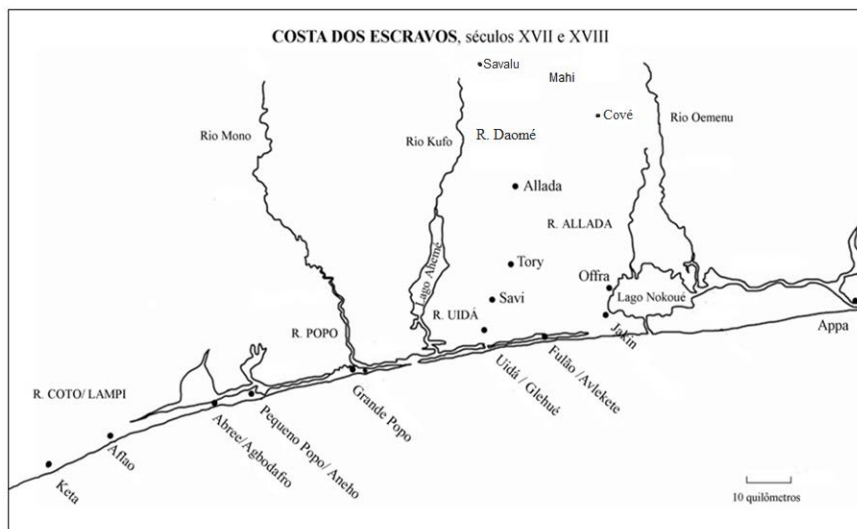 COSTA DOS ESCRAVOS, séculos XVII e XVIII
Savalu
Mahi
Cové
Rio Oemenu
Rio Mono
Rio Kufo
R. Daomé
Allada
R. ALLADA
Lago Ahemé
Tory
Offra
Savi
Lago Nokoué
R. UIDÁ
Jakin
Appa
R. POPO
Fulão /Avlekete
Uidá / Glehué
Grande Popo
R. COTO/ LAMPI
Pequeno Popo/ Aneho
Abree/Agbodafro
Aflao
Keta
10 quilômetros